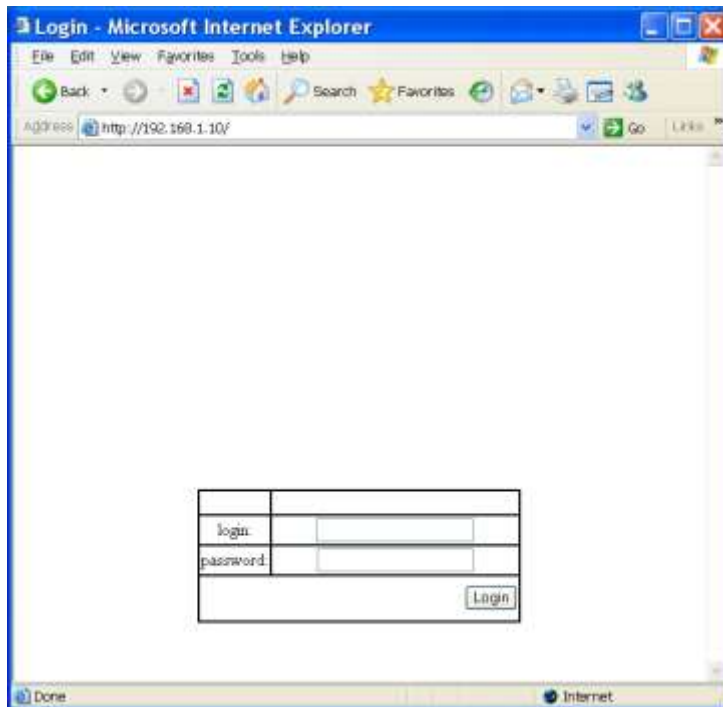 Login - Microsoft Internet Explorer
File Edit View Favorites Tools Help
Back Search Favorites
Address http://192.168.1.10/ Go Links »
login:
password:
Login
Done Internet